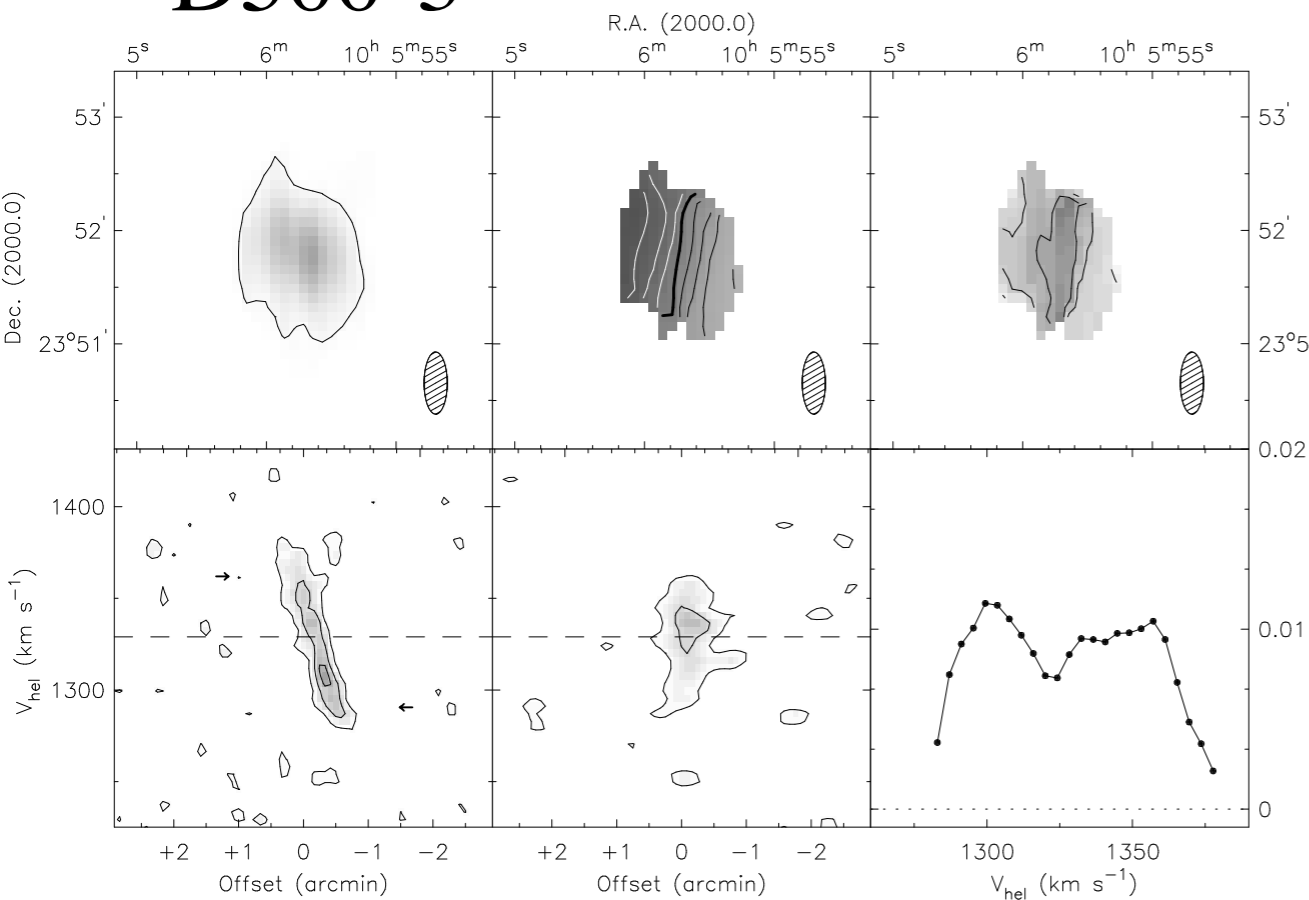 R.A. (2000.0)
5ˢ 6ᵐ 10ʰ 5ᵐ55ˢ 5ˢ 6ᵐ 10ʰ 5ᵐ55ˢ 5ˢ 6ᵐ 10ʰ 5ᵐ55ˢ
53' 53'
Dec. (2000.0)
52' 52'
23°51' 23°5
0.02
1400
V_hel (km s⁻¹)
0.01
1300
0
+2 +1 0 −1 −2 +2 +1 0 −1 −2 1300 1350
Offset (arcmin) Offset (arcmin) V_hel (km s⁻¹)